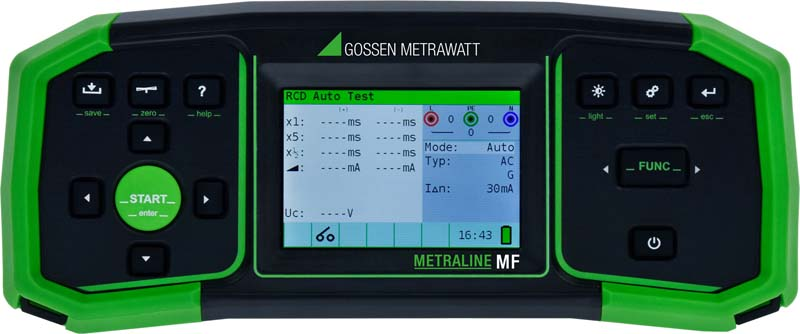 GOSSEN METRAWATT
save
zero
help
?
START
enter
RCD Auto Test
(+) (-)
x1: ----ms ----ms
x5: ----ms ----ms
x½: ----ms ----ms
: ----mA ----mA
Uc: ----V
L PE N
0 0
0
Mode: Auto
Typ: AC
G
I∆n: 30mA
16:43
METRALINE MF
light
set
esc
FUNC